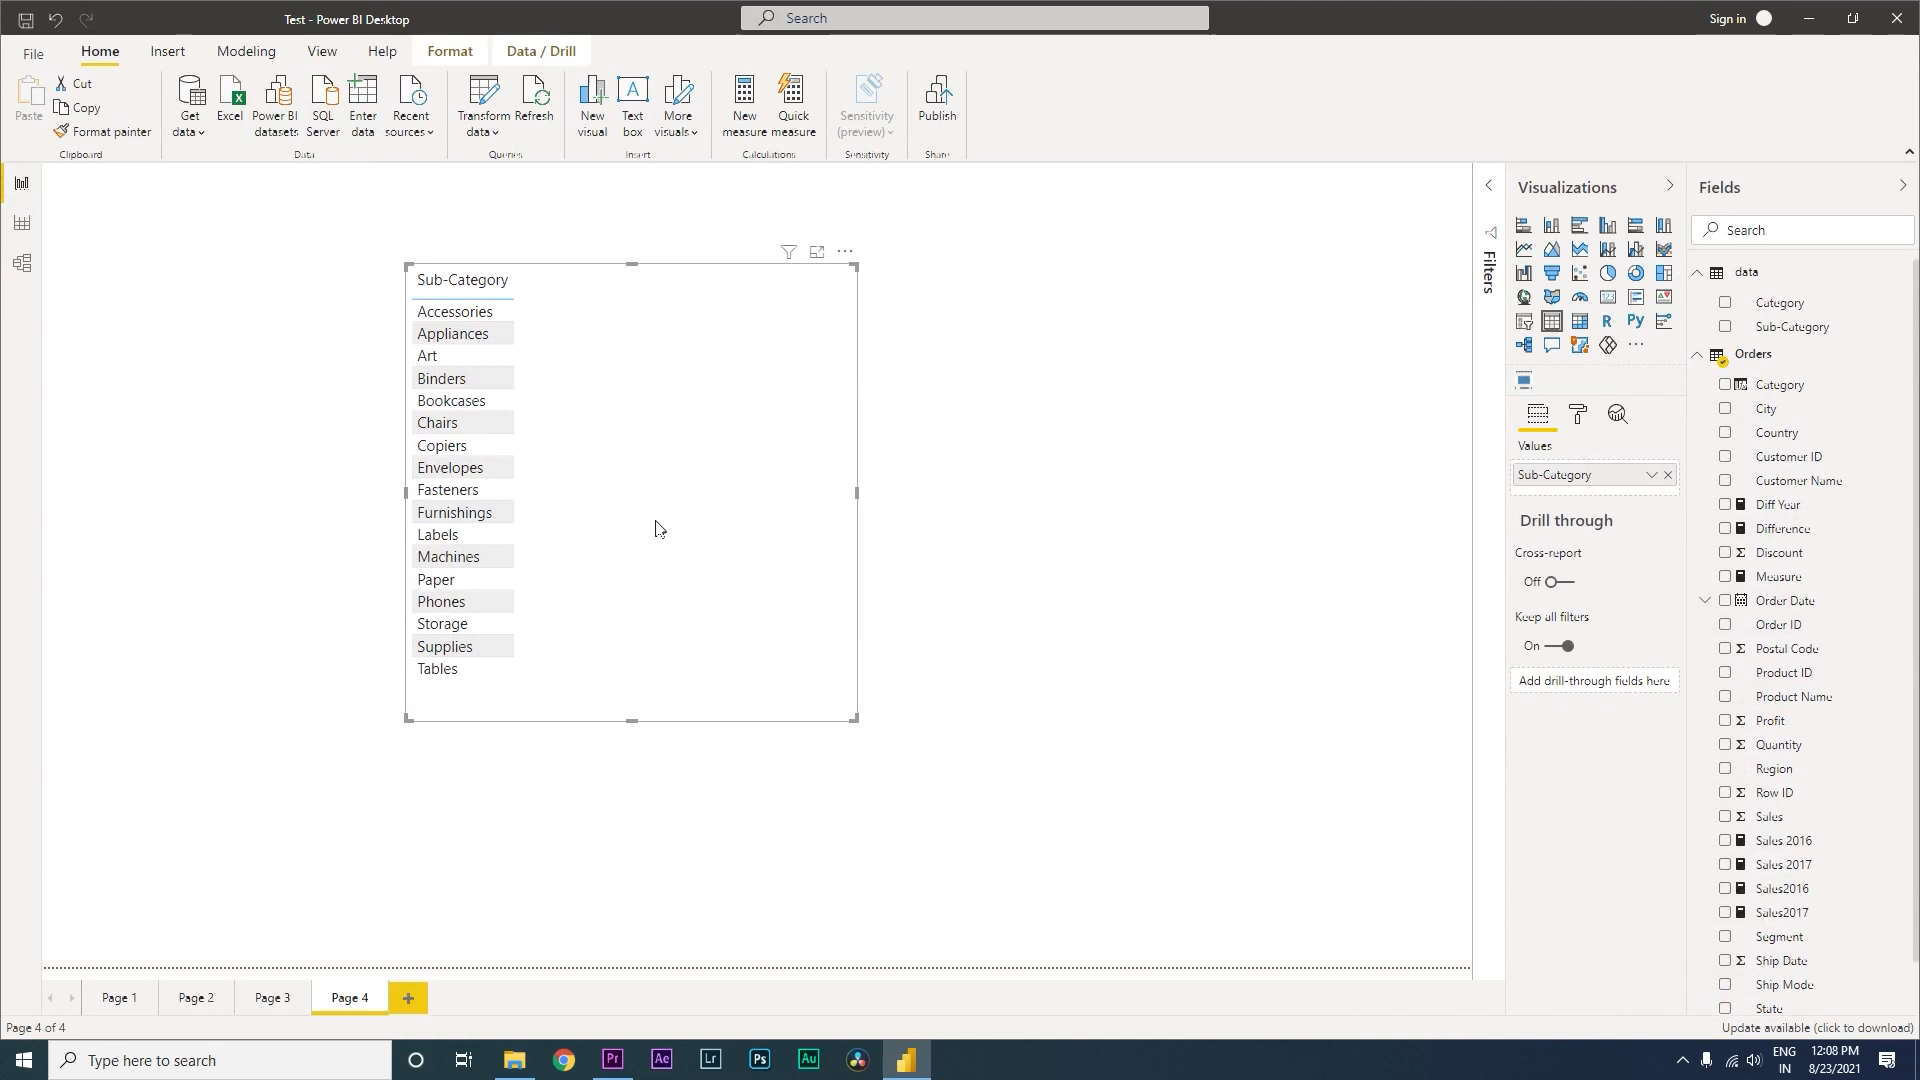 Test - Power BI Desktop
Search
Sign in
File
Home
Insert
Modeling
View
Help
Format
Data / Drill
Paste
Cut
Copy
Format painter
Clipboard
Get data
Excel
Power BI datasets
SQL Server
Enter data
Recent sources
Data
Transform data
Refresh
Queries
New visual
Text box
More visuals
Insert
New measure
Quick measure
Calculations
Sensitivity (preview)
Sensitivity
Publish
Share
Sub-Category
Accessories
Appliances
Art
Binders
Bookcases
Chairs
Copiers
Envelopes
Fasteners
Furnishings
Labels
Machines
Paper
Phones
Storage
Supplies
Tables
Filters
Visualizations
R
Py
123
Values
Sub-Category
Drill through
Cross-report
Off
Keep all filters
On
Add drill-through fields here
Fields
Search
data
Category
Sub-Category
Orders
Category
City
Country
Customer ID
Customer Name
Diff Year
Difference
Discount
Measure
Order Date
Order ID
Postal Code
Product ID
Product Name
Profit
Quantity
Region
Row ID
Sales
Sales 2016
Sales 2017
Sales2016
Sales2017
Segment
Ship Date
Ship Mode
State
Page 1
Page 2
Page 3
Page 4
Page 4 of 4
Update available (click to download)
Type here to search
Pr
Ae
Lr
Ps
Au
ENG
IN
12:08 PM
8/23/2021